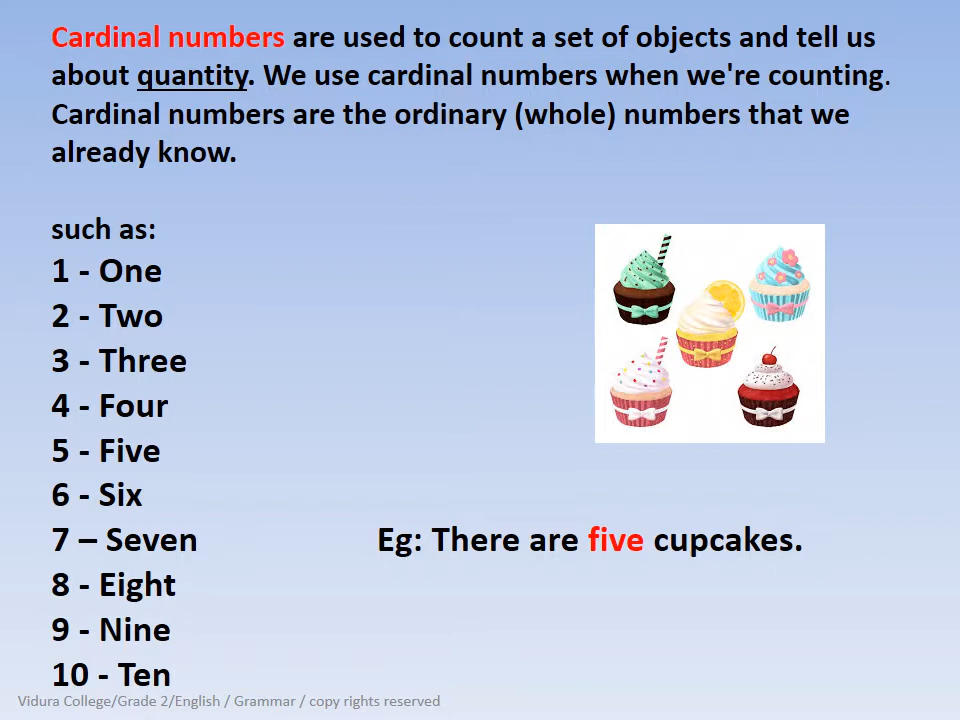 Cardinal numbers are used to count a set of objects and tell us
about quantity. We use cardinal numbers when we're counting.
Cardinal numbers are the ordinary (whole) numbers that we
already know.
such as:
1 - One
2 - Two
3 - Three
4 - Four
5 - Five
6 - Six
7 – Seven
Eg: There are five cupcakes.
8 - Eight
9 - Nine
10 - Ten
Vidura College/Grade 2/English / Grammar / copy rights reserved